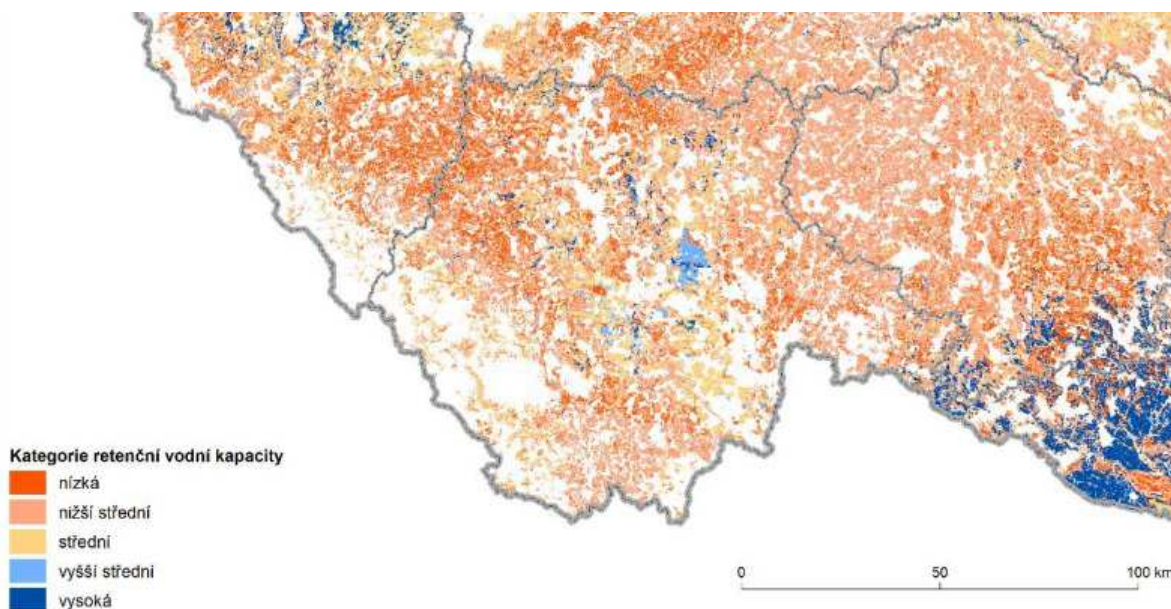 Kategorie retenční vodní kapacity
nízká
nižší střední
střední
vyšší střední
vysoká
0 50 100 km